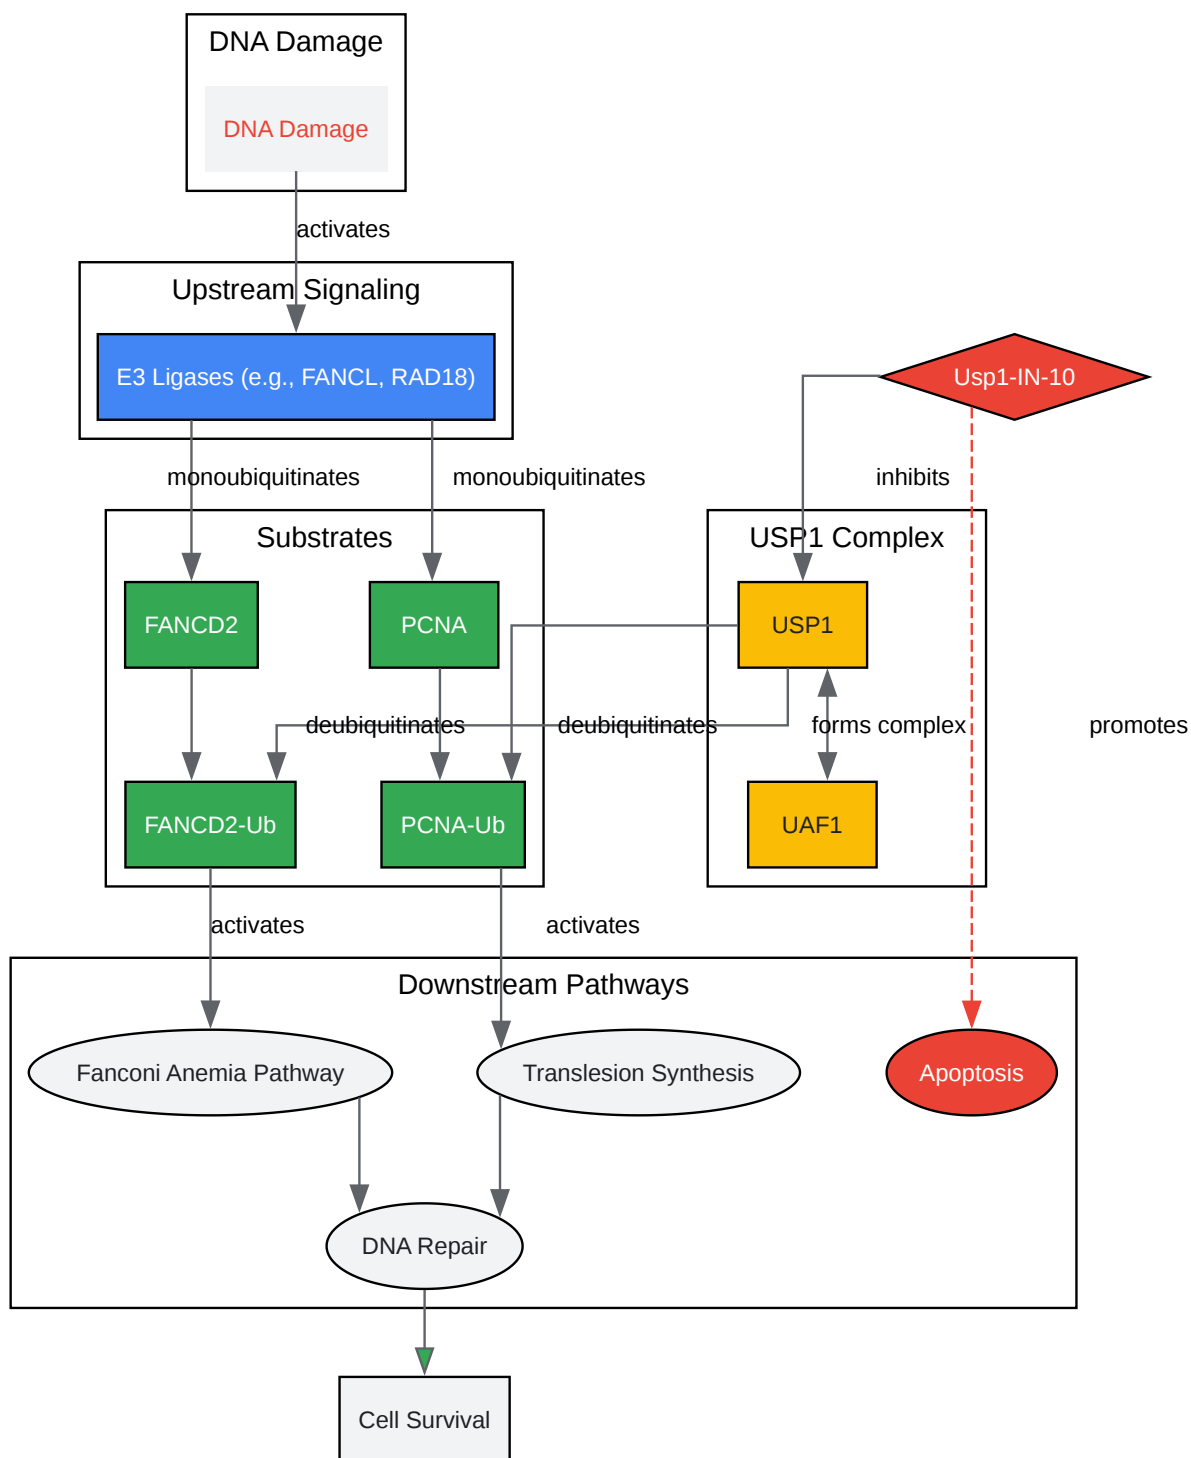 DNA Damage
DNA Damage
activates
Upstream Signaling
E3 Ligases (e.g., FANCL, RAD18)
Usp1-IN-10
monoubiquitinates
monoubiquitinates
inhibits
Substrates
USP1 Complex
FANCD2
PCNA
USP1
deubiquitinates
deubiquitinates
forms complex
promotes
FANCD2-Ub
PCNA-Ub
UAF1
activates
activates
Downstream Pathways
Fanconi Anemia Pathway
Translesion Synthesis
Apoptosis
DNA Repair
Cell Survival